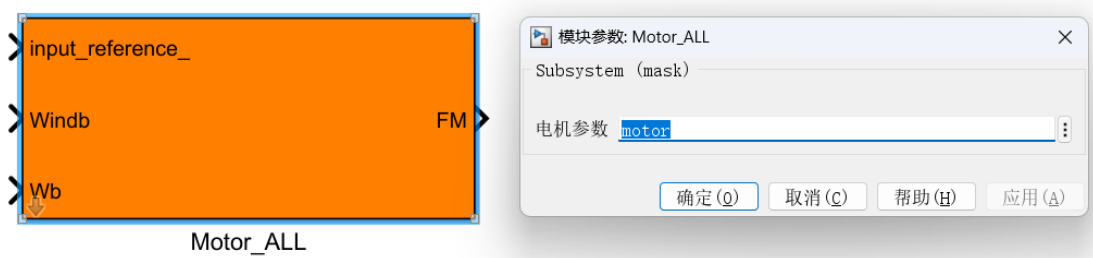 input_reference_
Windb
FM
Wb
Motor_ALL
模块参数: Motor_ALL
Subsystem (mask)
电机参数 motor
确定(O) 取消(C) 帮助(H) 应用(A)